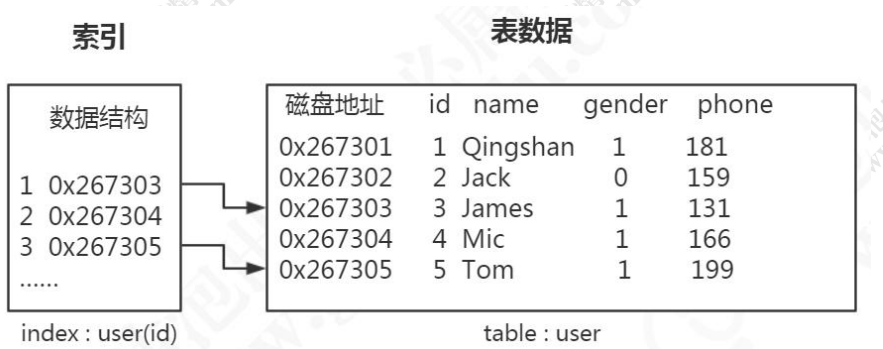 索引
表数据
数据结构
1 0x267303
2 0x267304
3 0x267305
......
index : user(id)
磁盘地址 id name gender phone
0x267301 1 Qingshan 1 181
0x267302 2 Jack 0 159
0x267303 3 James 1 131
0x267304 4 Mic 1 166
0x267305 5 Tom 1 199
table : user